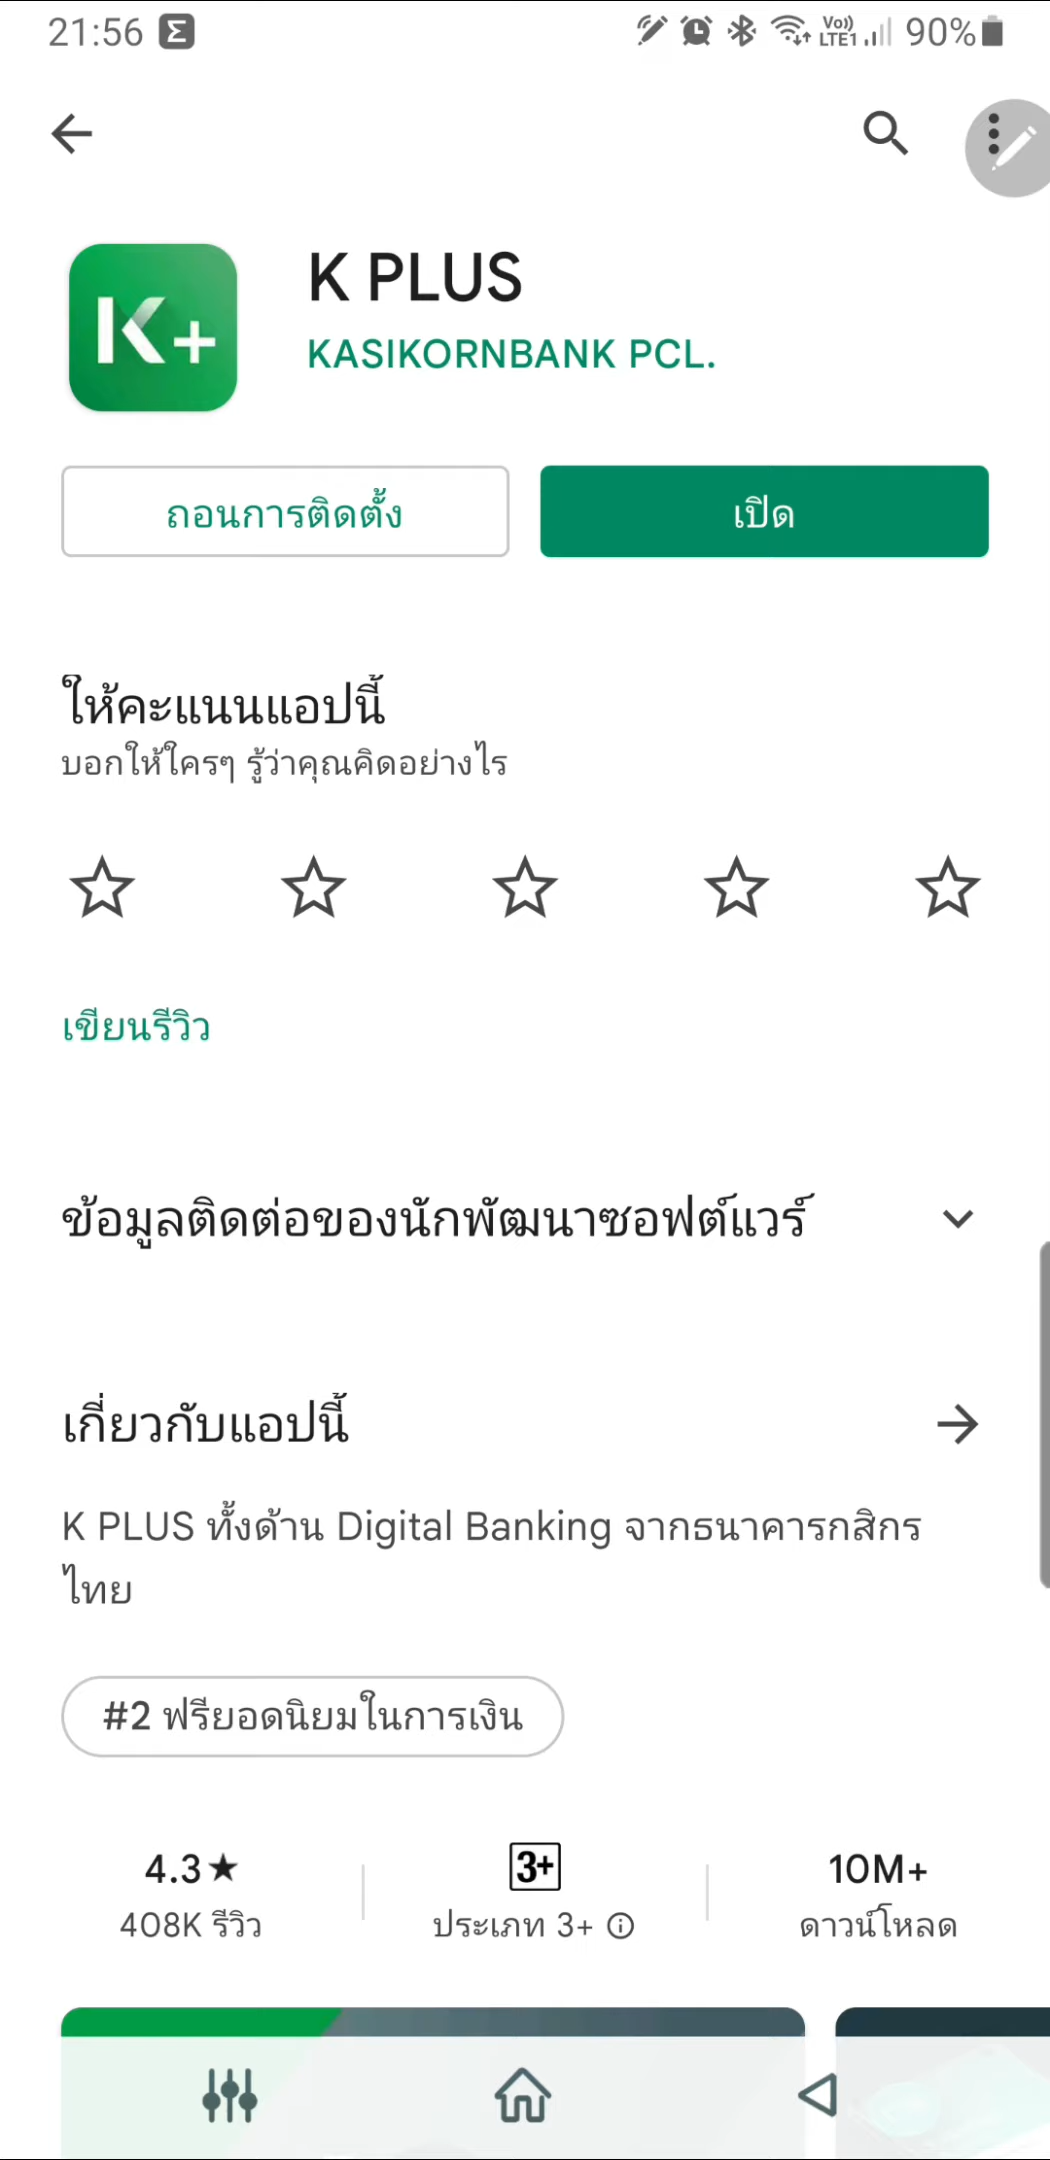 21:56 Σ Vo)) LTE1 90%
K PLUS
K+
KASIKORNBANK PCL.
ถอนการติดตั้ง เปิด
ให้คะแนนแอปนี้
บอกให้ใครๆ รู้ว่าคุณคิดอย่างไร
เขียนรีวิว
ข้อมูลติดต่อของนักพัฒนาซอฟต์แวร์
เกี่ยวกับแอปนี้
K PLUS ทั้งด้าน Digital Banking จากธนาคารกสิกร
ไทย
#2 ฟรียอดนิยมในการเงิน
4.3★ 3+ 10M+
408K รีวิว ประเภท 3+ ดาวน์โหลด